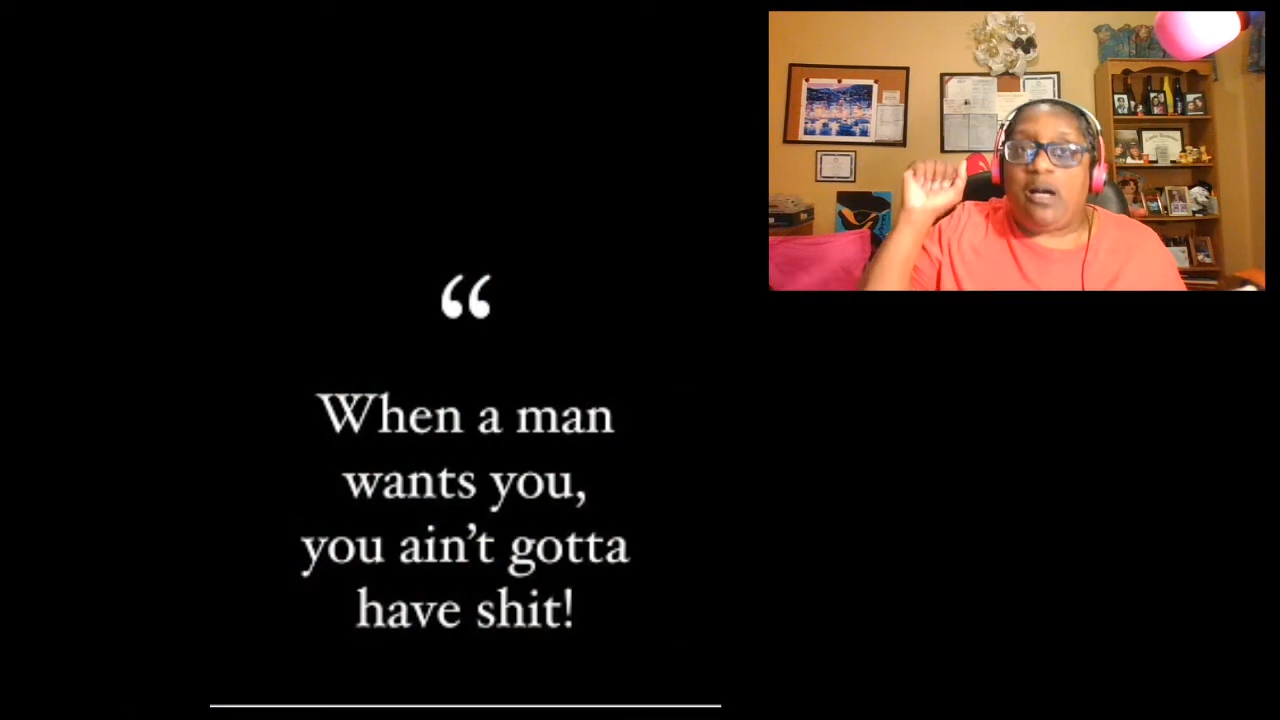 “
When a man
wants you,
you ain’t gotta
have shit!